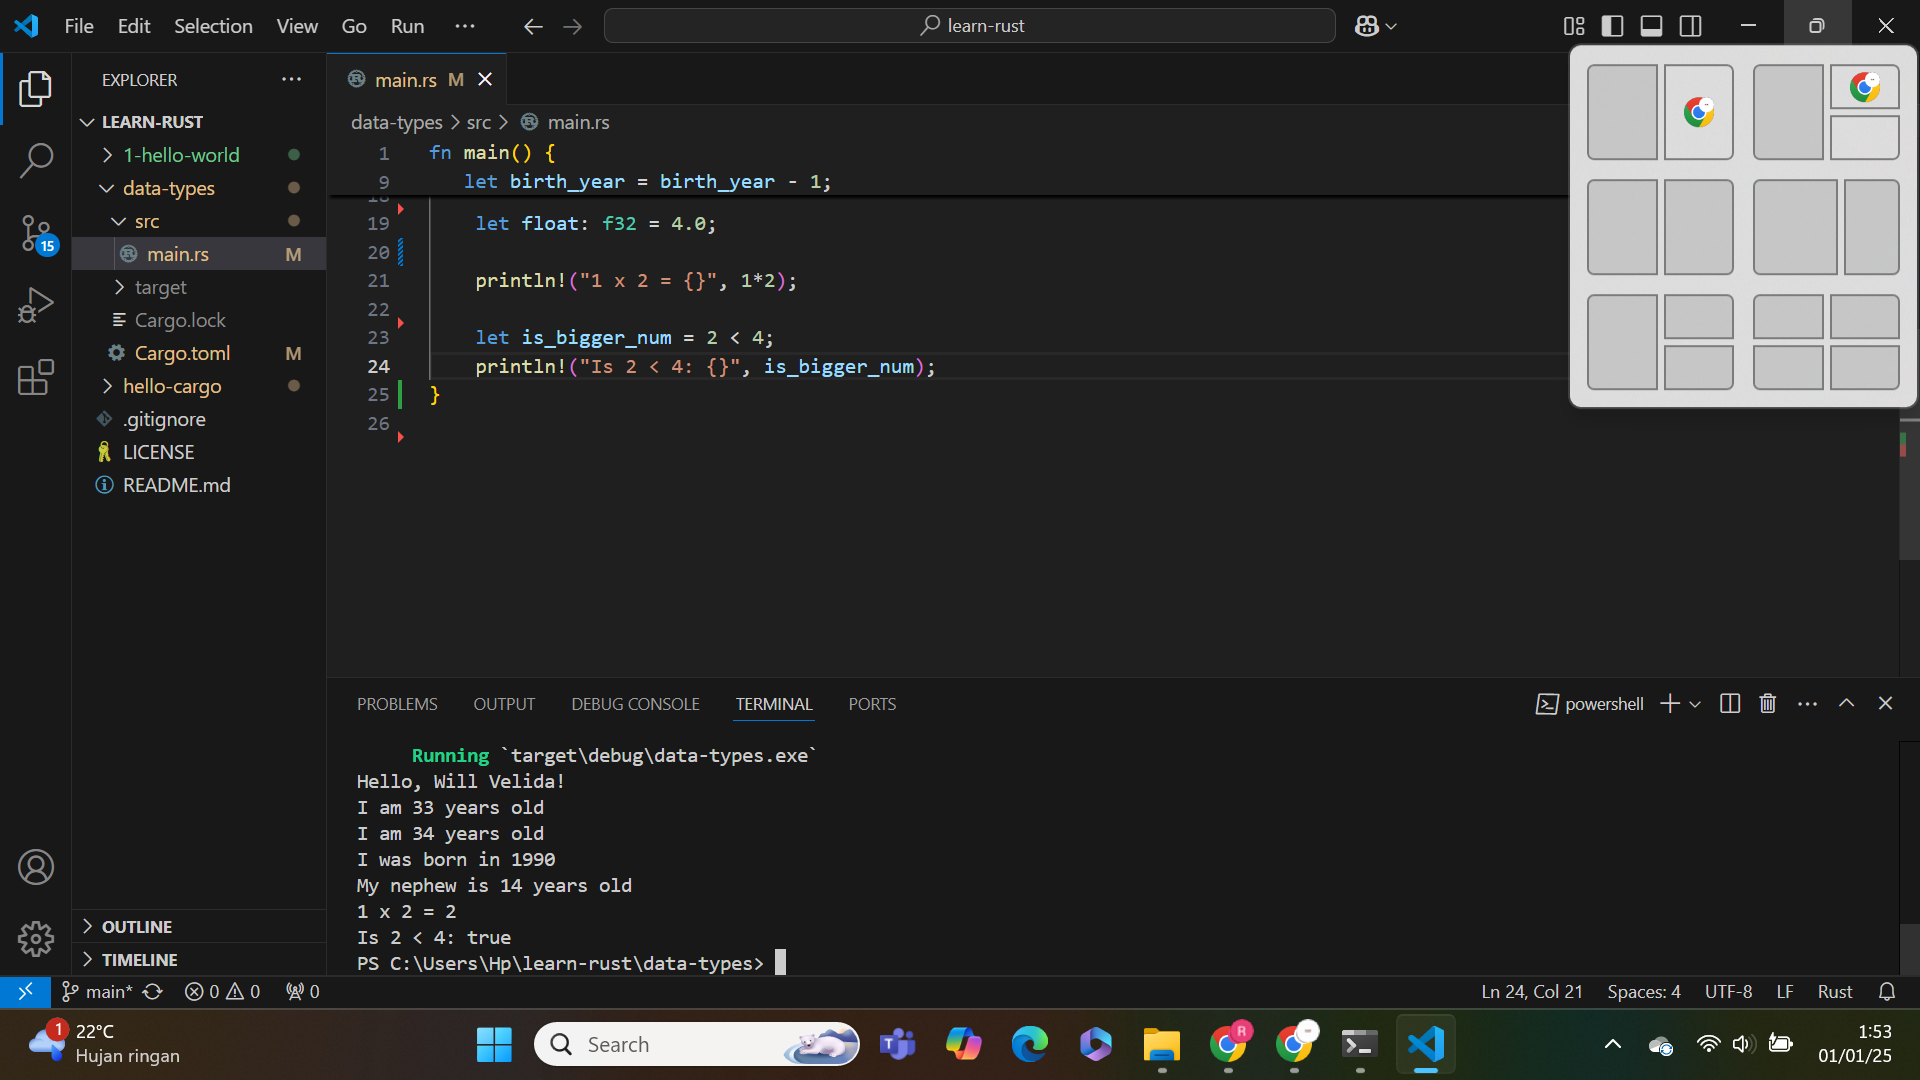 File Edit Selection View Go Run ···
learn-rust
EXPLORER ···
main.rs M
LEARN-RUST
1-hello-world
data-types
src
main.rs M
target
Cargo.lock
Cargo.toml M
hello-cargo
.gitignore
LICENSE
README.md
15
OUTLINE
TIMELINE
data-types > src > main.rs
1 fn main() {
9 let birth_year = birth_year - 1;
18
19 let float: f32 = 4.0;
20
21 println!("1 x 2 = {}", 1*2);
22
23 let is_bigger_num = 2 < 4;
24 println!("Is 2 < 4: {}", is_bigger_num);
25 }
26
PROBLEMS OUTPUT DEBUG CONSOLE TERMINAL PORTS
powershell
Running `target\debug\data-types.exe`
Hello, Will Velida!
I am 33 years old
I am 34 years old
I was born in 1990
My nephew is 14 years old
1 x 2 = 2
Is 2 < 4: true
PS C:\Users\Hp\learn-rust\data-types>
main* 0 0 0
Ln 24, Col 21 Spaces: 4 UTF-8 LF Rust
1
22°C
Hujan ringan
Search
R
1:53
01/01/25